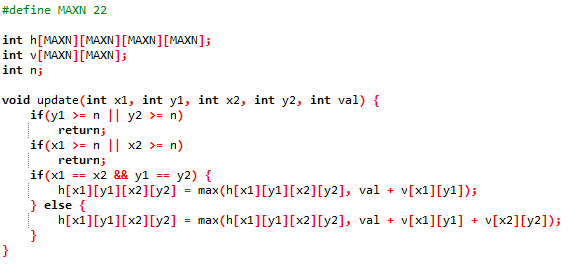 #define MAXN 22
int h[MAXN][MAXN][MAXN][MAXN];
int v[MAXN][MAXN];
int n;
void update(int x1, int y1, int x2, int y2, int val) {
if(y1 >= n || y2 >= n)
return;
if(x1 >= n || x2 >= n)
return;
if(x1 == x2 && y1 == y2) {
h[x1][y1][x2][y2] = max(h[x1][y1][x2][y2], val + v[x1][y1]);
} else {
h[x1][y1][x2][y2] = max(h[x1][y1][x2][y2], val + v[x1][y1] + v[x2][y2]);
}
}